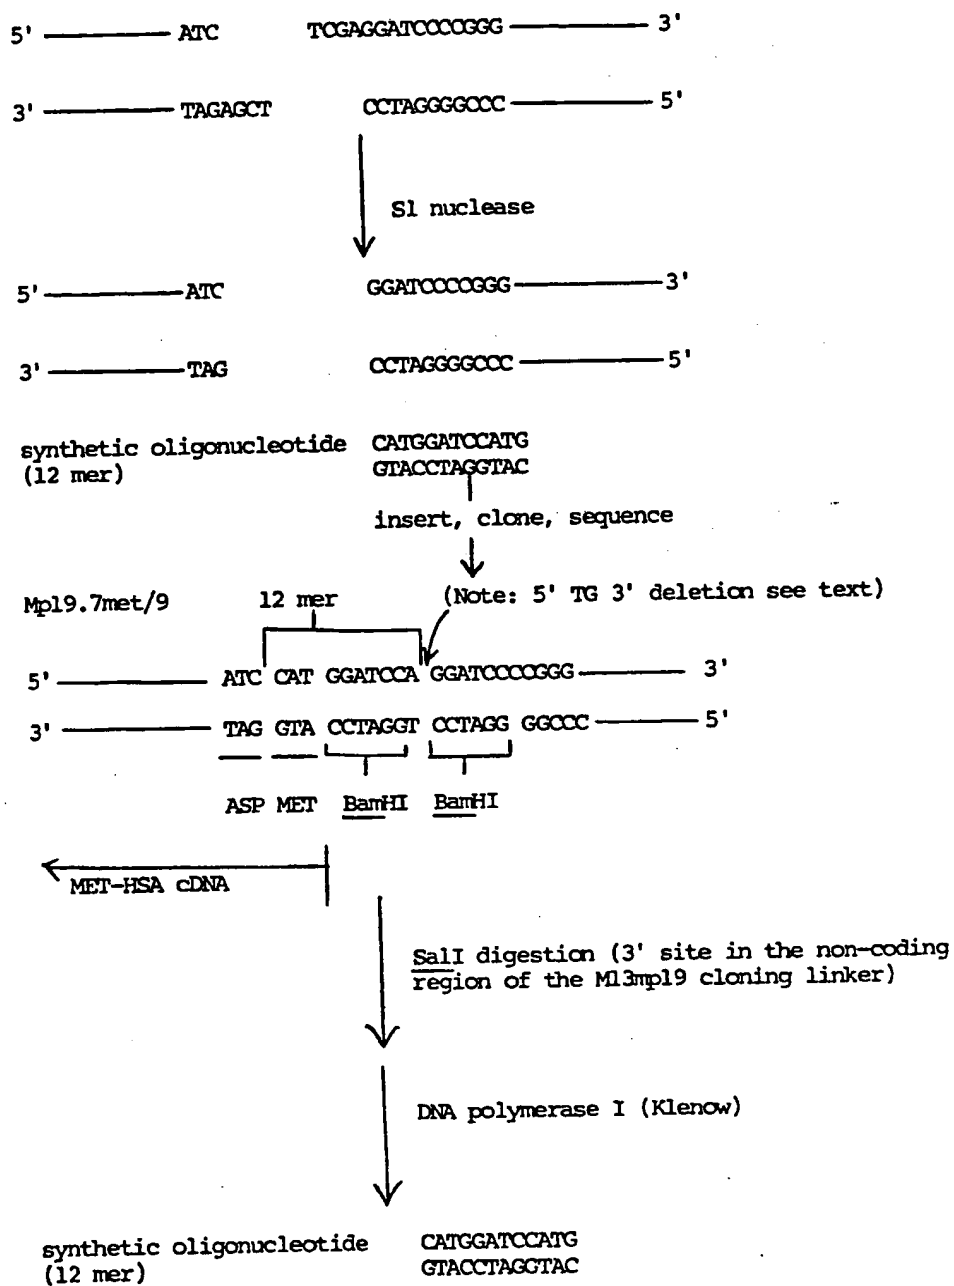 5' ATC TCGAGGATCCCCGGG 3'
3' TAGAGCT CCTAGGGGCCC 5'
S1 nuclease
5' ATC GGATCCCCGGG 3'
3' TAG CCTAGGGGCCC 5'
synthetic oligonucleotide CATGGATCCATG
(12 mer) GTACCTAGGTAC
insert, clone, sequence
Mp19.7met/9 12 mer (Note: 5' TG 3' deletion see text)
5' ATC CAT GGATCCA GGATCCCCGGG 3'
3' TAG GTA CCTAGGT CCTAGG GGCCC 5'
ASP MET BamHI BamHI
MET-HSA cDNA
SalI digestion (3' site in the non-coding
region of the M13mp19 cloning linker)
DNA polymerase I (Klenow)
synthetic oligonucleotide CATGGATCCATG
(12 mer) GTACCTAGGTAC